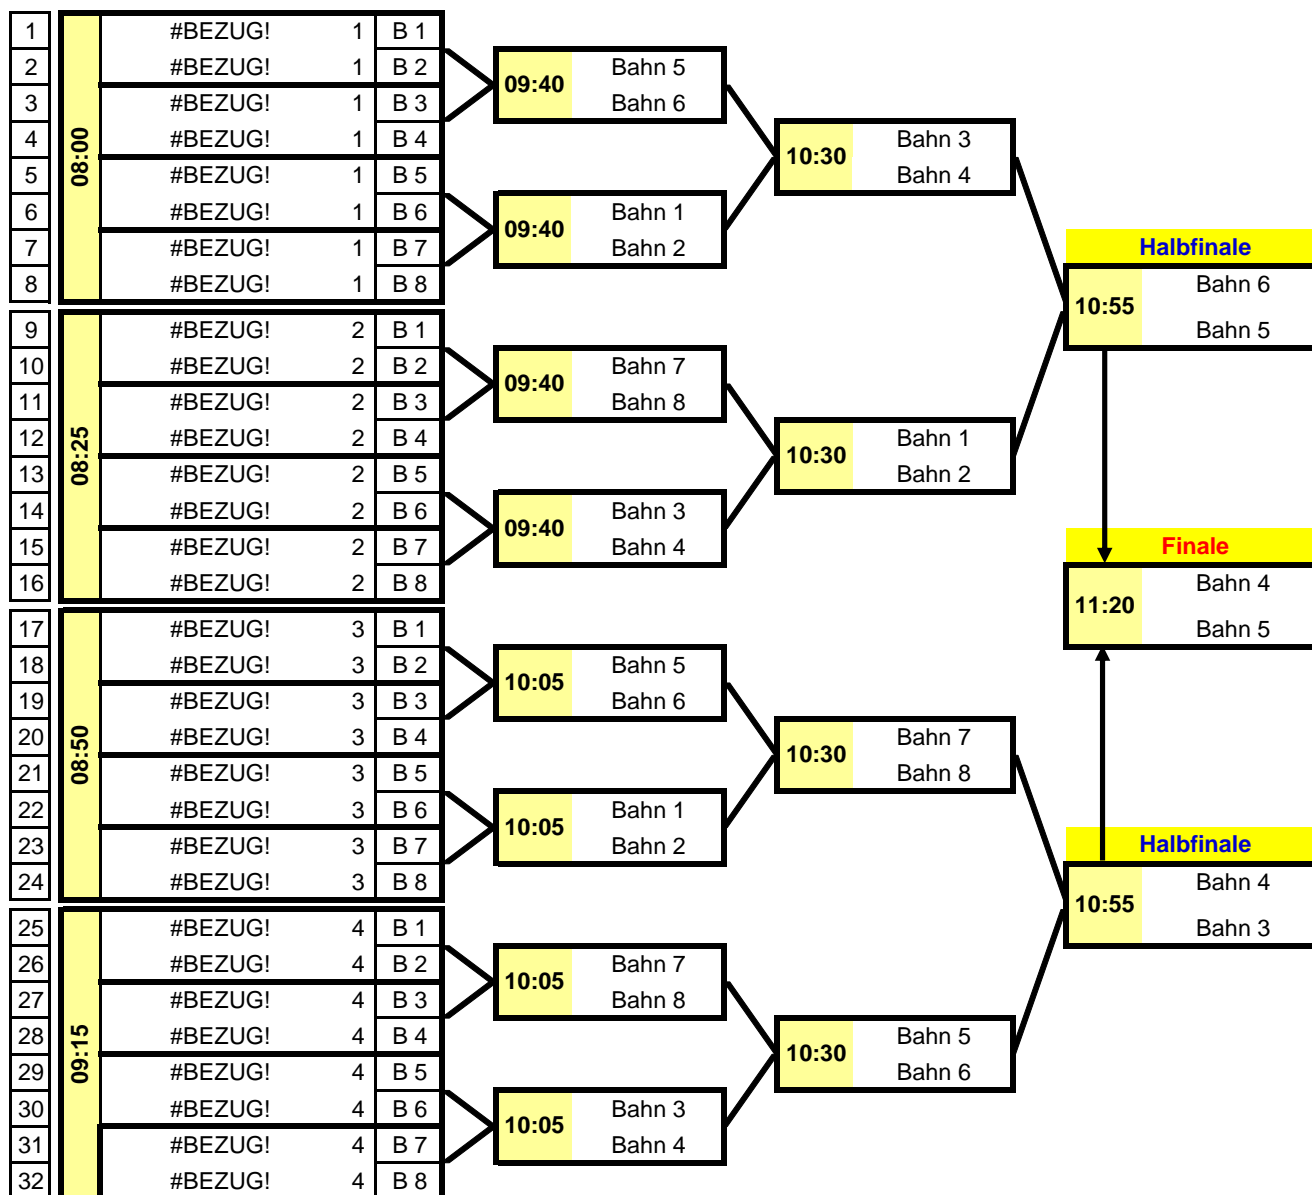 1 #BEZUG! 1 B 1
2 #BEZUG! 1 B 2
09:40 Bahn 5
Bahn 6
3 #BEZUG! 1 B 3
4 #BEZUG! 1 B 4
08:00
10:30 Bahn 3
Bahn 4
5 #BEZUG! 1 B 5
6 #BEZUG! 1 B 6
09:40 Bahn 1
Bahn 2
7 #BEZUG! 1 B 7
8 #BEZUG! 1 B 8
Halbfinale
10:55 Bahn 6
Bahn 5
9 #BEZUG! 2 B 1
10 #BEZUG! 2 B 2
09:40 Bahn 7
Bahn 8
11 #BEZUG! 2 B 3
12 #BEZUG! 2 B 4
08:25
10:30 Bahn 1
Bahn 2
13 #BEZUG! 2 B 5
14 #BEZUG! 2 B 6
09:40 Bahn 3
Bahn 4
15 #BEZUG! 2 B 7
16 #BEZUG! 2 B 8
Finale
11:20 Bahn 4
Bahn 5
17 #BEZUG! 3 B 1
18 #BEZUG! 3 B 2
10:05 Bahn 5
Bahn 6
19 #BEZUG! 3 B 3
20 #BEZUG! 3 B 4
08:50
10:30 Bahn 7
Bahn 8
21 #BEZUG! 3 B 5
22 #BEZUG! 3 B 6
10:05 Bahn 1
Bahn 2
23 #BEZUG! 3 B 7
24 #BEZUG! 3 B 8
Halbfinale
10:55 Bahn 4
Bahn 3
25 #BEZUG! 4 B 1
26 #BEZUG! 4 B 2
10:05 Bahn 7
Bahn 8
27 #BEZUG! 4 B 3
28 #BEZUG! 4 B 4
09:15
10:30 Bahn 5
Bahn 6
29 #BEZUG! 4 B 5
30 #BEZUG! 4 B 6
10:05 Bahn 3
Bahn 4
31 #BEZUG! 4 B 7
32 #BEZUG! 4 B 8